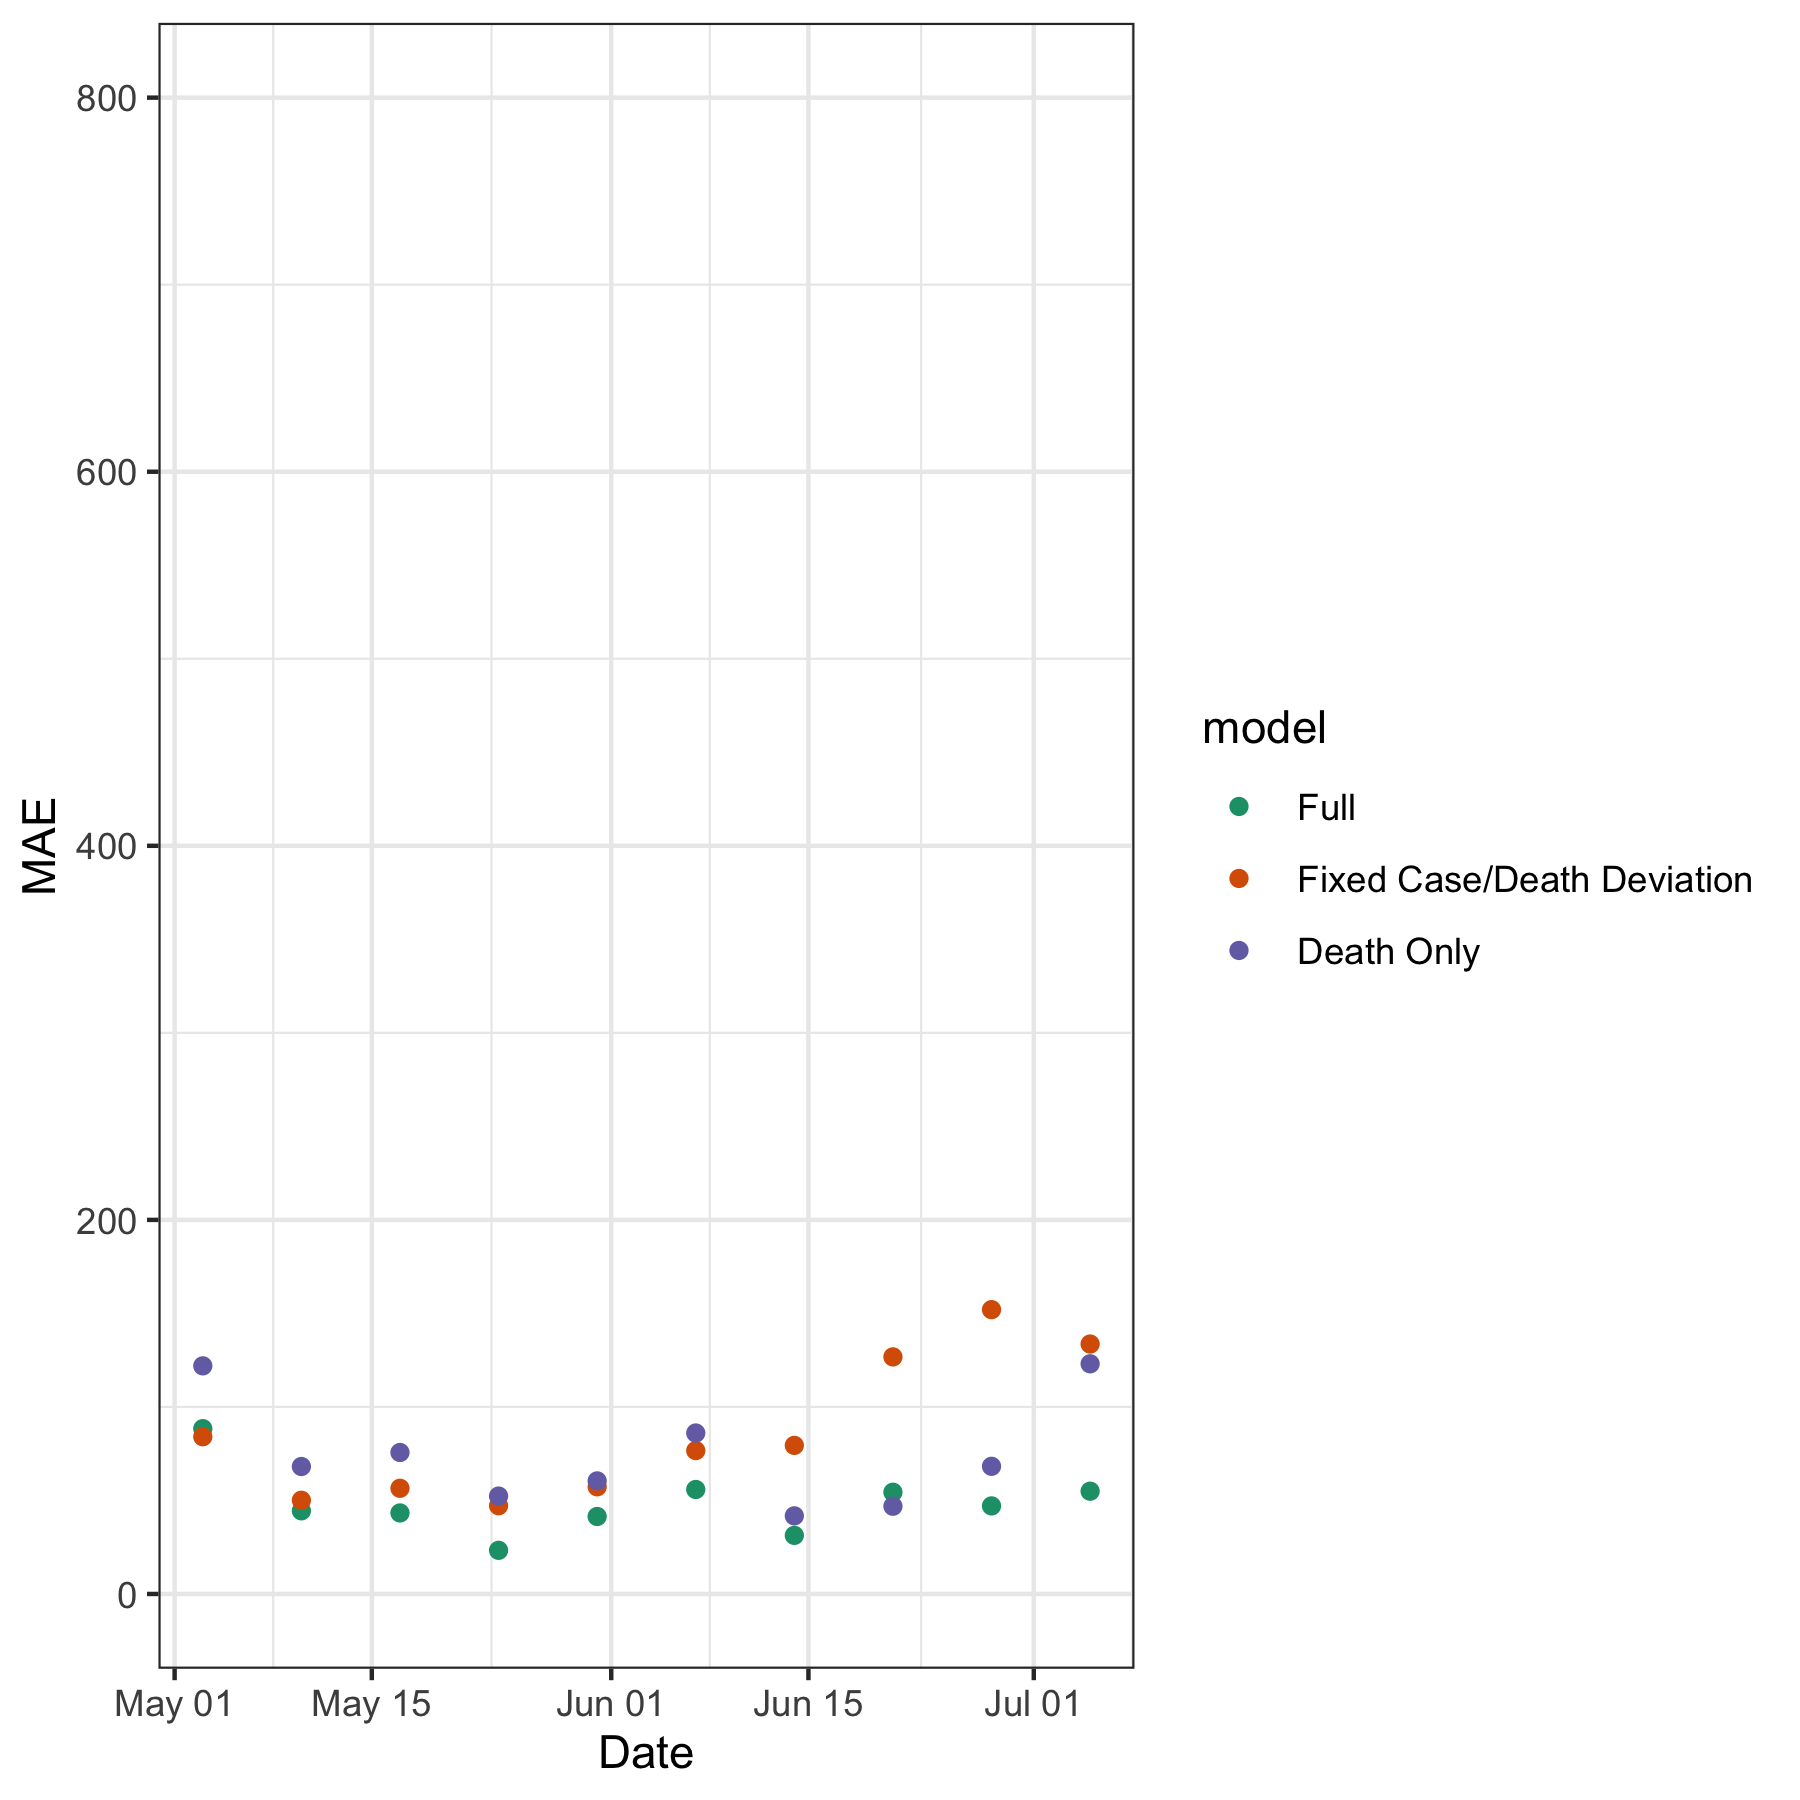 800
600
400
200
0
MAE
May 01
May 15
Jun 01
Jun 15
Jul 01
Date
model
Full
Fixed Case/Death Deviation
Death Only